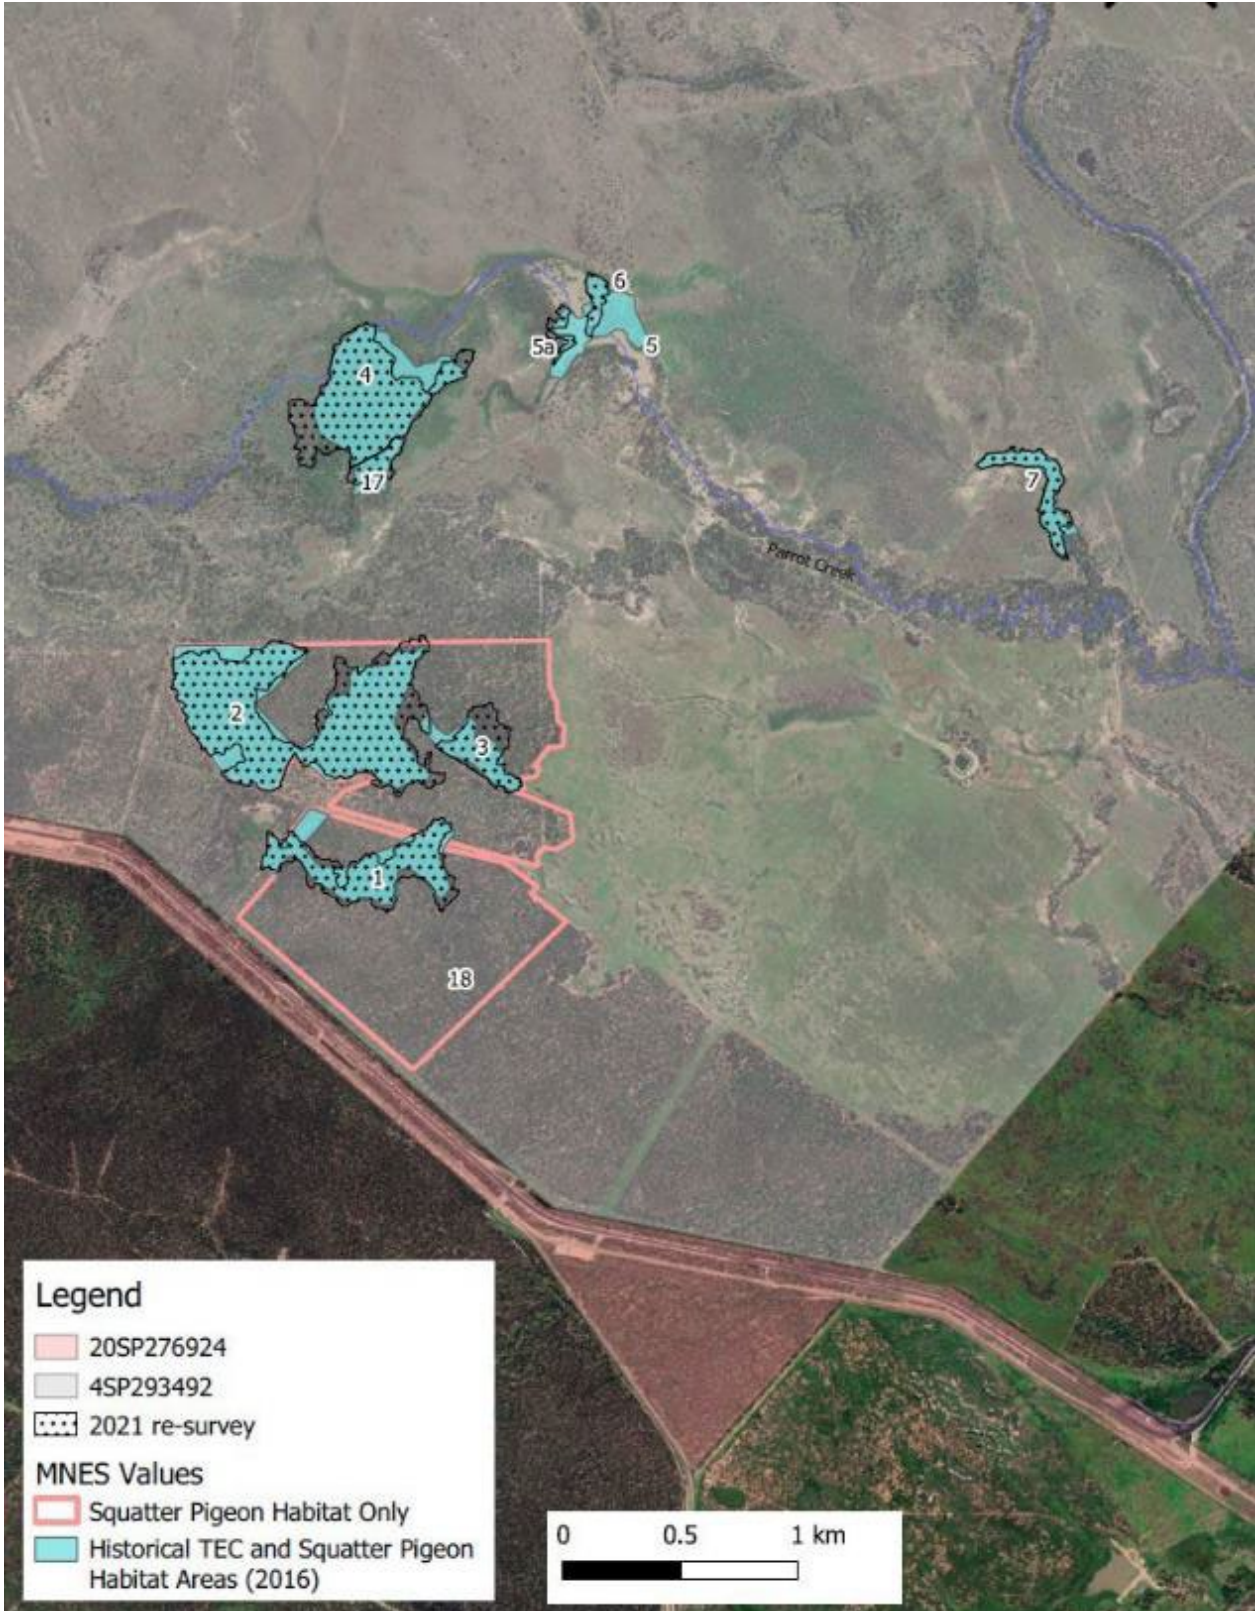 6
5a
5
4
17
7
Parrot Creek
2
3
1
18
Legend
20SP276924
4SP293492
2021 re-survey
MNES Values
Squatter Pigeon Habitat Only
Historical TEC and Squatter Pigeon
Habitat Areas (2016)
0 0.5 1 km